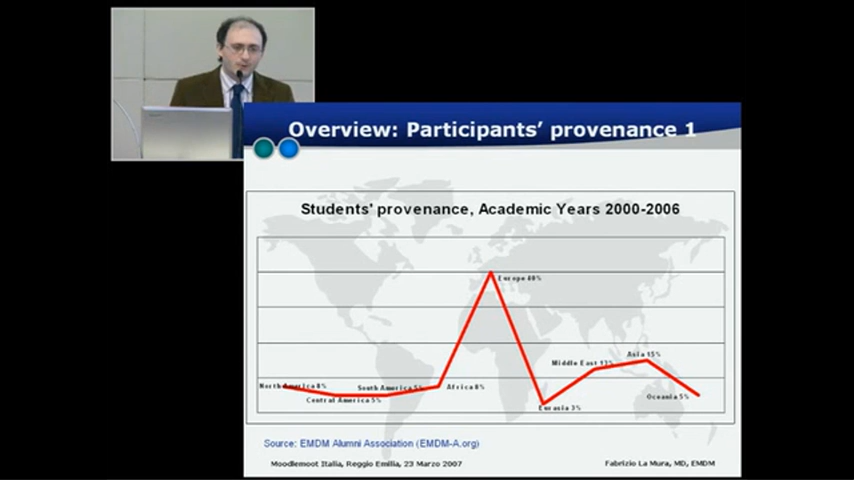 Overview: Participants' provenance 1
Students' provenance, Academic Years 2000-2006
Europe 40%
Asia 15%
Middle East
North America 8%
South America 5%
Africa 8%
Central America 5%
Oceania 5%
Eurasia 3%
Source: EMDM Alumni Association (EMDM-A.org)
Moodlemoot Italia, Reggio Emilia, 23 Marzo 2007
Fabrizio La Mura, MD, EMDM